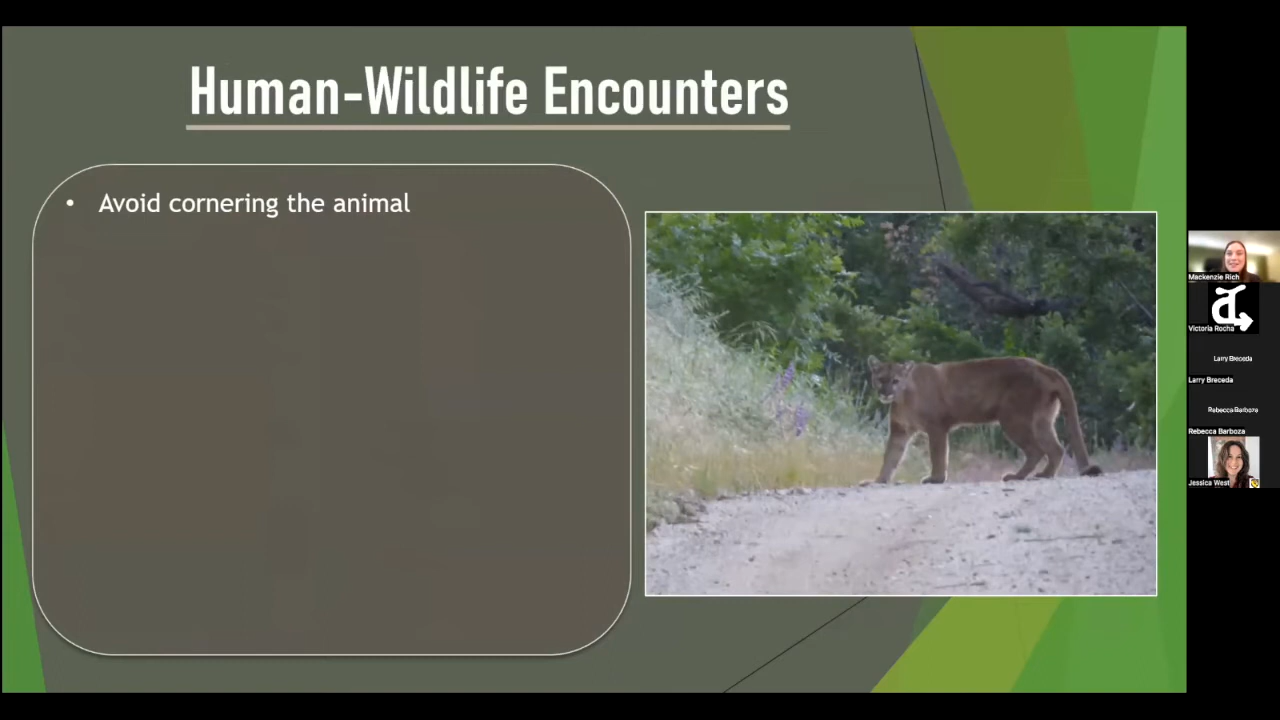 Human-Wildlife Encounters
• Avoid cornering the animal
Mackenzie Rich
Victoria Rocha
Larry Breceda
Larry Breceda
Rebecca Barboza
Rebecca Barboza
Jessica West